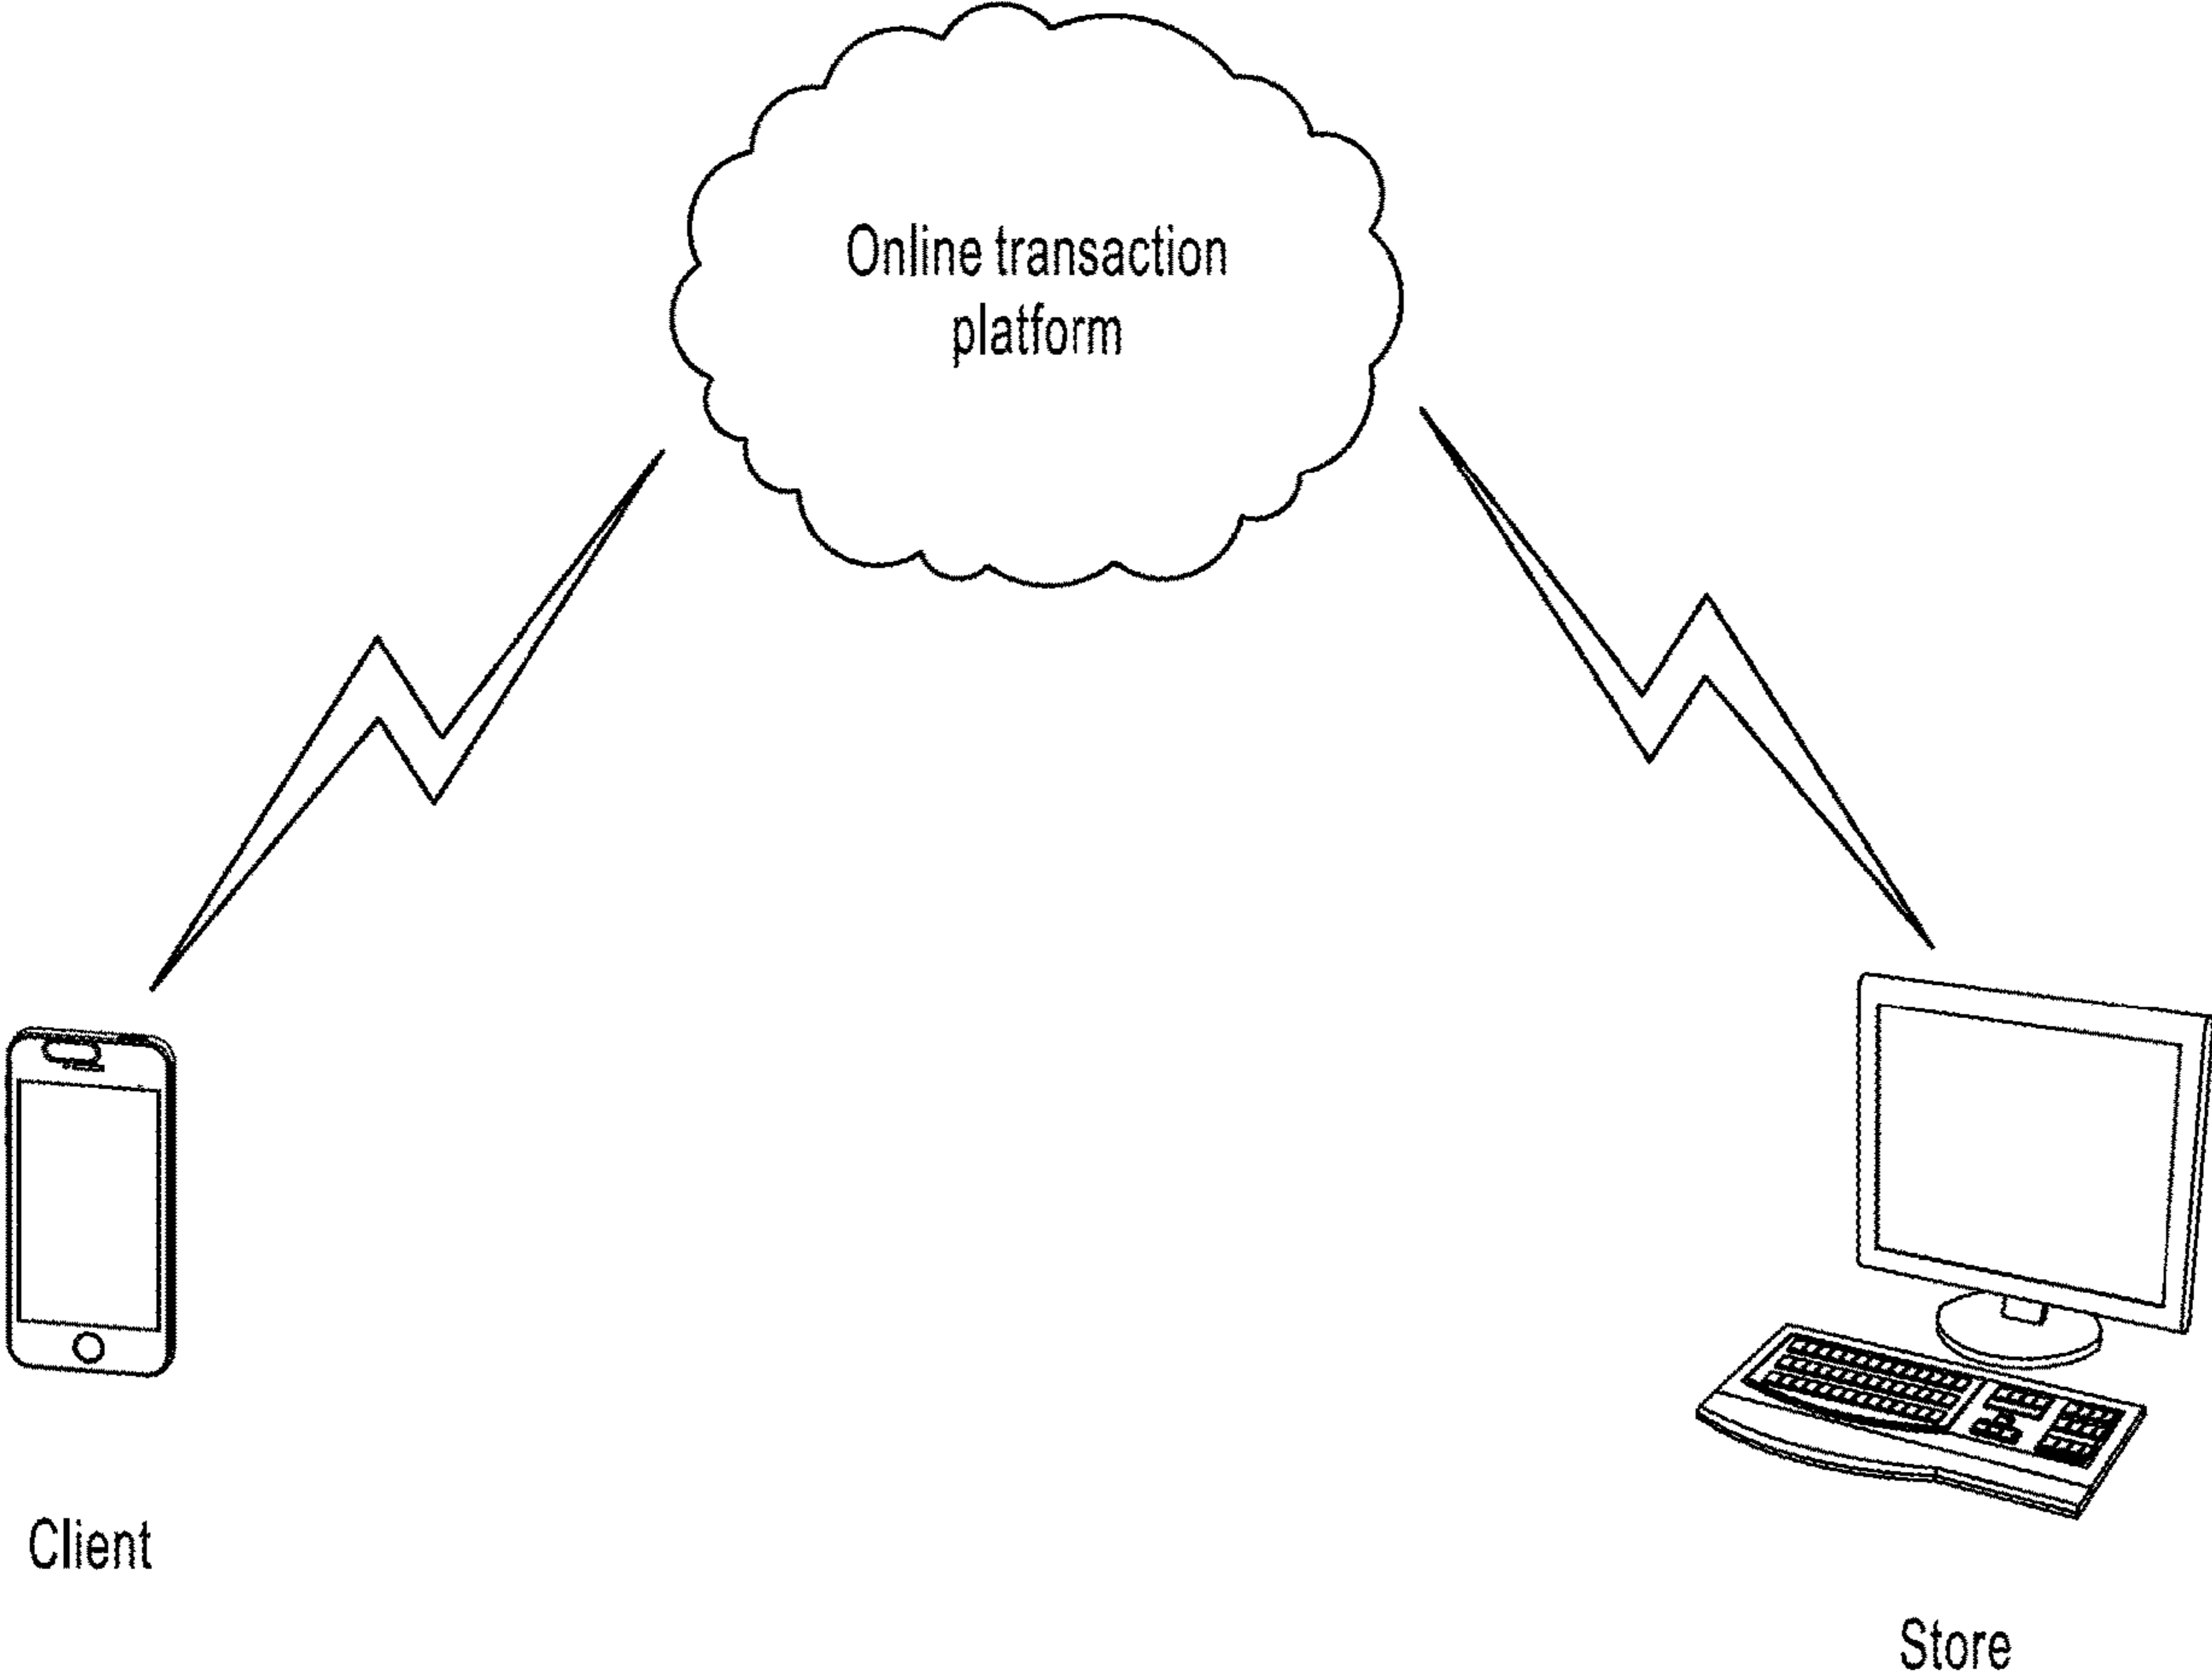 Online transaction
platform
Client
Store